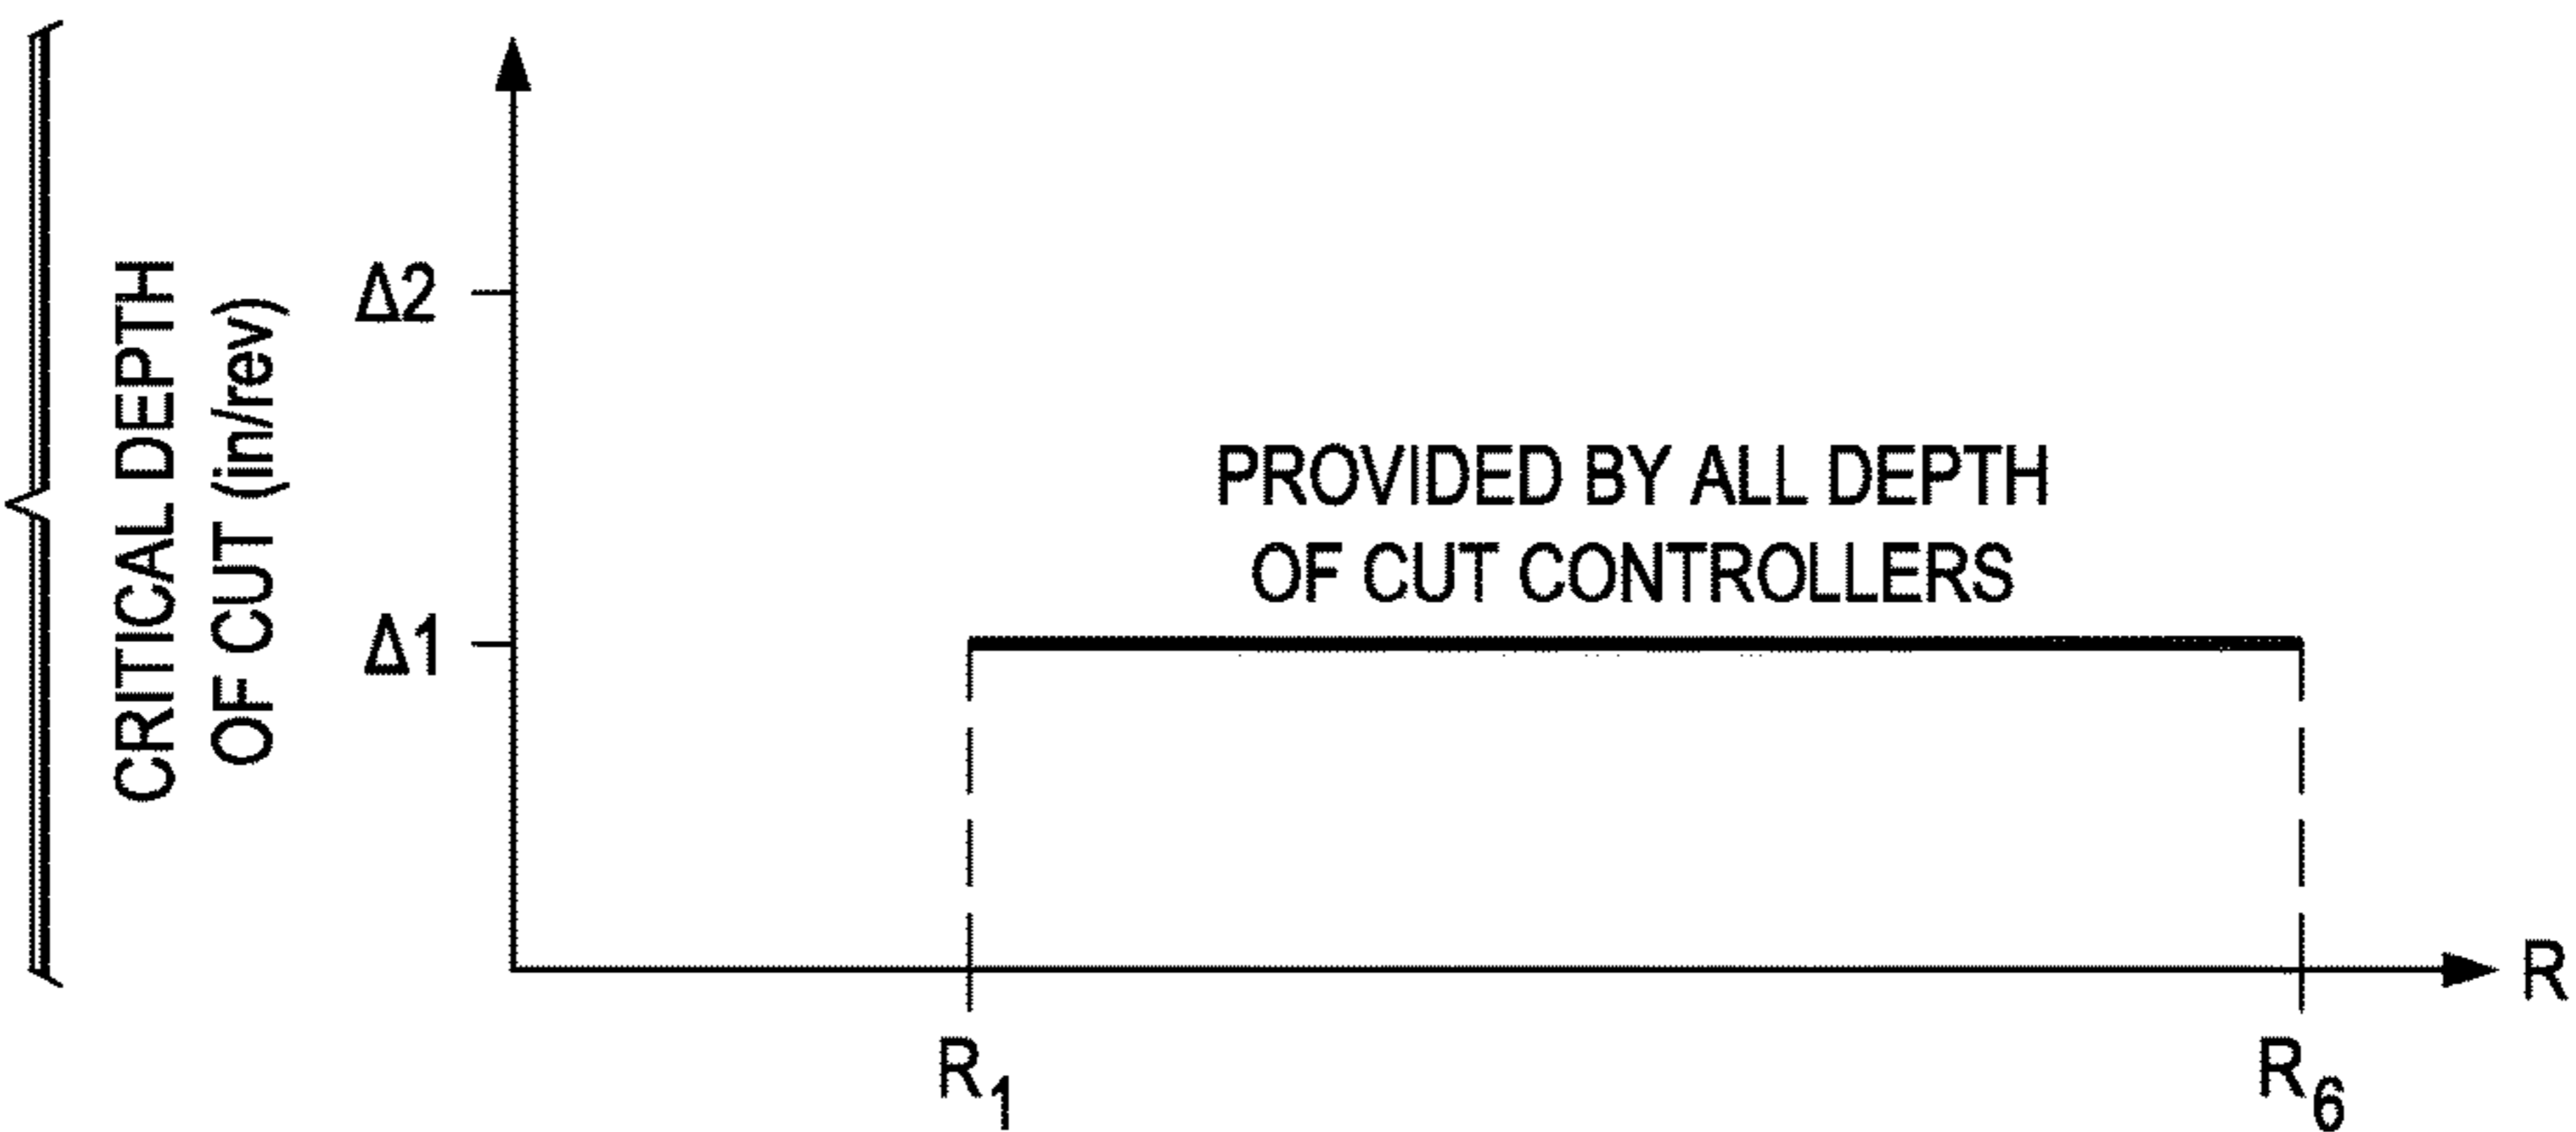 CRITICAL DEPTH
OF CUT (in/rev)
Δ2
Δ1
PROVIDED BY ALL DEPTH
OF CUT CONTROLLERS
R
R1
R6